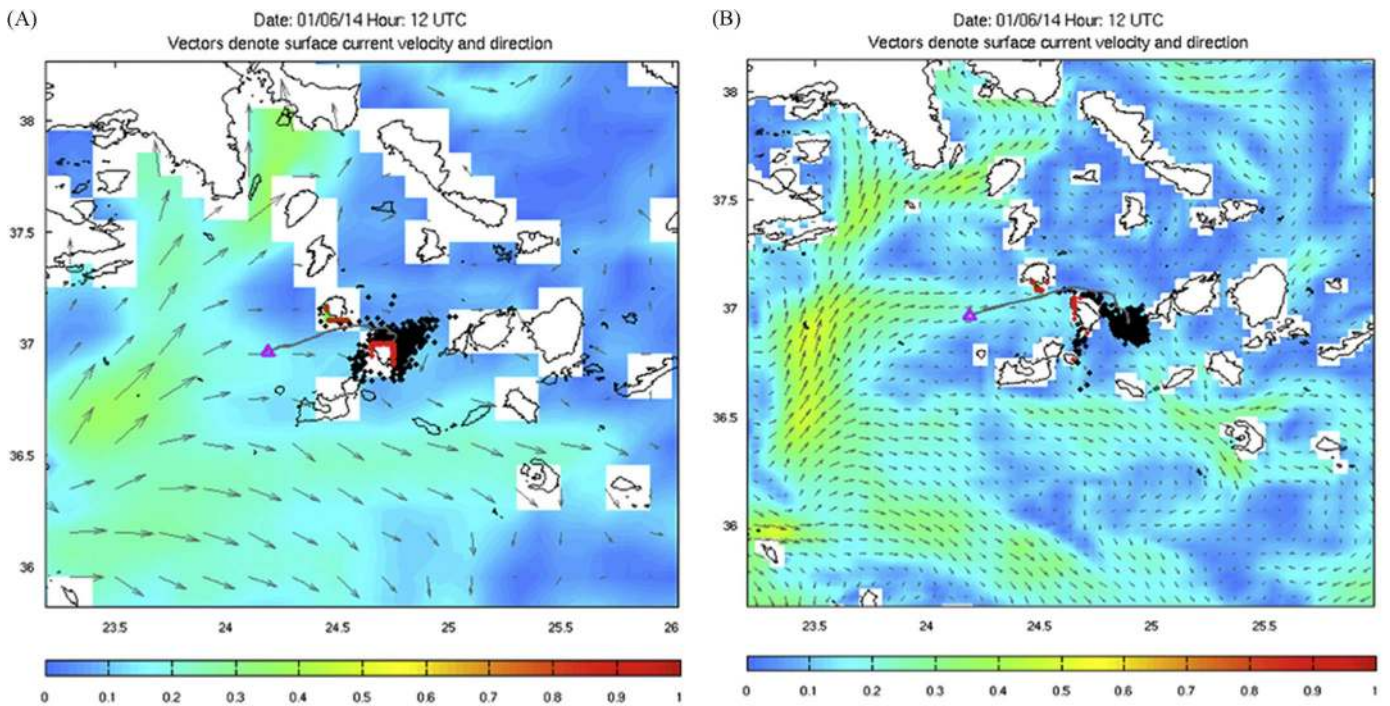 (A)
Date: 01/06/14 Hour: 12 UTC
Vectors denote surface current velocity and direction
38
37.5
37
36.5
36
23.5 24 24.5 25 25.5 26
0 0.1 0.2 0.3 0.4 0.5 0.6 0.7 0.8 0.9 1
(B)
Date: 01/06/14 Hour: 12 UTC
Vectors denote surface current velocity and direction
38
37.5
37
36.5
36
23.5 24 24.5 25 25.5
0 0.1 0.2 0.3 0.4 0.5 0.6 0.7 0.8 0.9 1